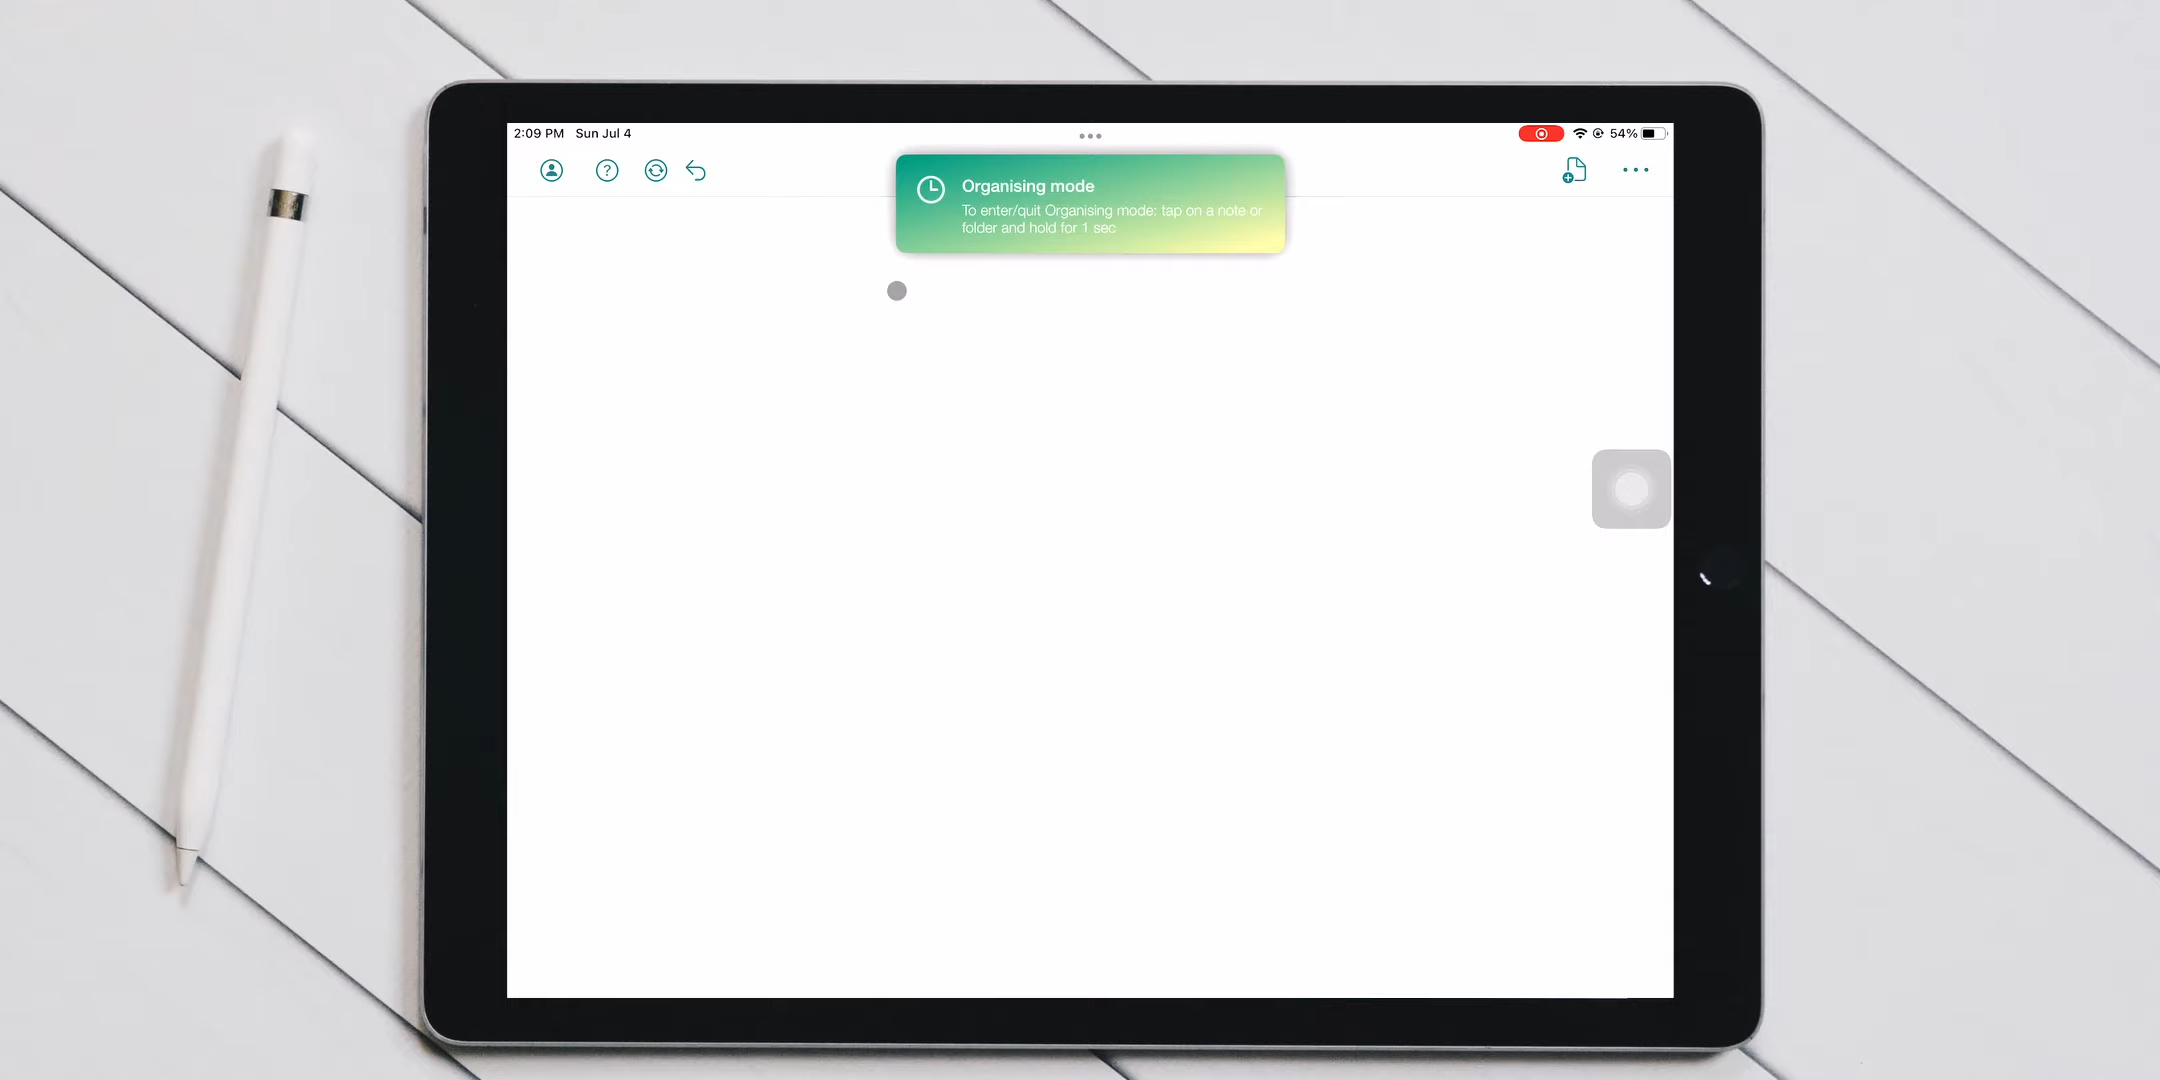 2:09 PM Sun Jul 4
54%
?
Organising mode
To enter/quit Organising mode: tap on a note or
folder and hold for 1 sec